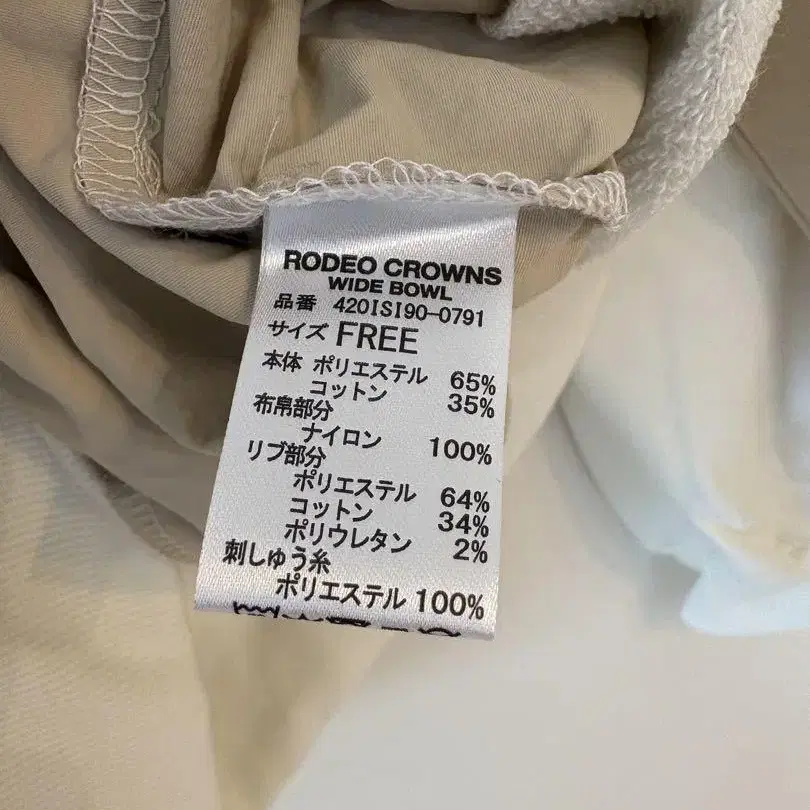 RODEO CROWNS
WIDE BOWL
品番 420ISI90-0791
サイズ FREE
本体 ポリエステル 65%
コットン 35%
布帛部分
ナイロン 100%
リブ部分
ポリエステル 64%
コットン 34%
ポリウレタン 2%
刺しゅう糸
ポリエステル 100%